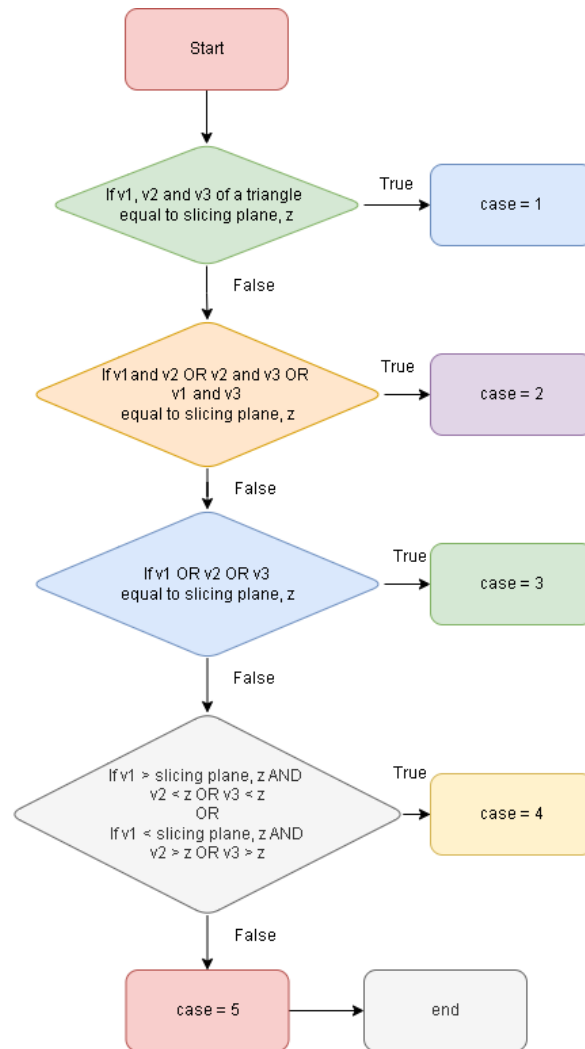 Start
If v1, v2 and v3 of a triangle
equal to slicing plane, z
True
case = 1
False
If v1 and v2 OR v2 and v3 OR
v1 and v3
equal to slicing plane, z
True
case = 2
False
If v1 OR v2 OR v3
equal to slicing plane, z
True
case = 3
False
If v1 > slicing plane, z AND
v2 < z OR v3 < z
OR
If v1 < slicing plane, z AND
v2 > z OR v3 > z
True
case = 4
False
case = 5
end